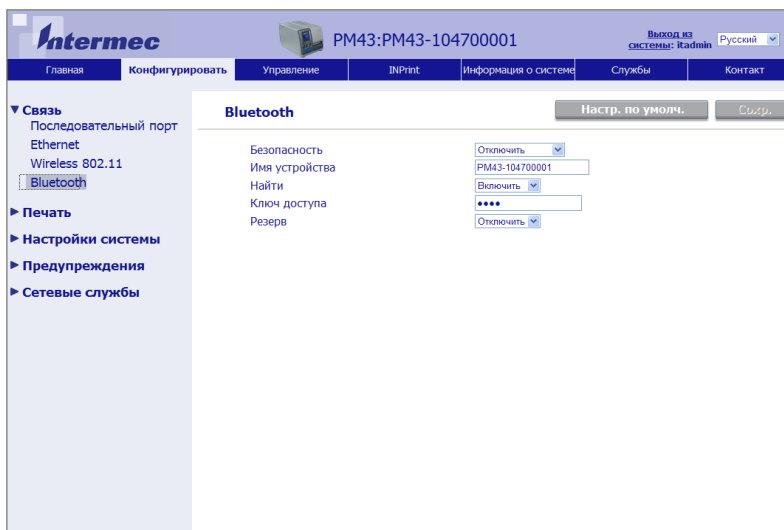 Intermec
PM43:PM43-104700001
Выход из
системы: itadmin
Русский
Главная
Конфигурировать
Управление
INPrint
Информация о системе
Службы
Контакт
Связь
Последовательный порт
Ethernet
Wireless 802.11
Bluetooth
Печать
Настройки системы
Предупреждения
Сетевые службы
Bluetooth
Настр. по умолч.
Сохр.
Безопасность
Отключить
Имя устройства
PM43-104700001
Найти
Включить
Ключ доступа
••••
Резерв
Отключить